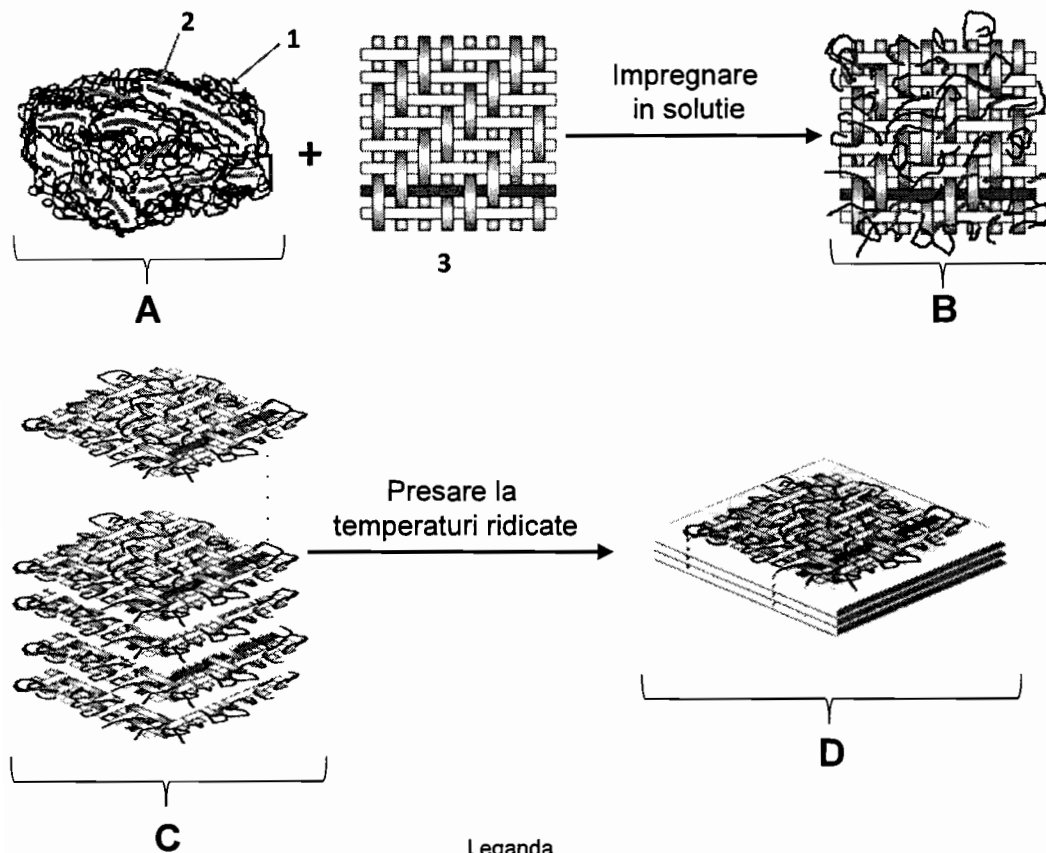 2
1
+
Impregnare
in solutie
3
A
B
Presare la
temperaturi ridicate
D
C
Leganda